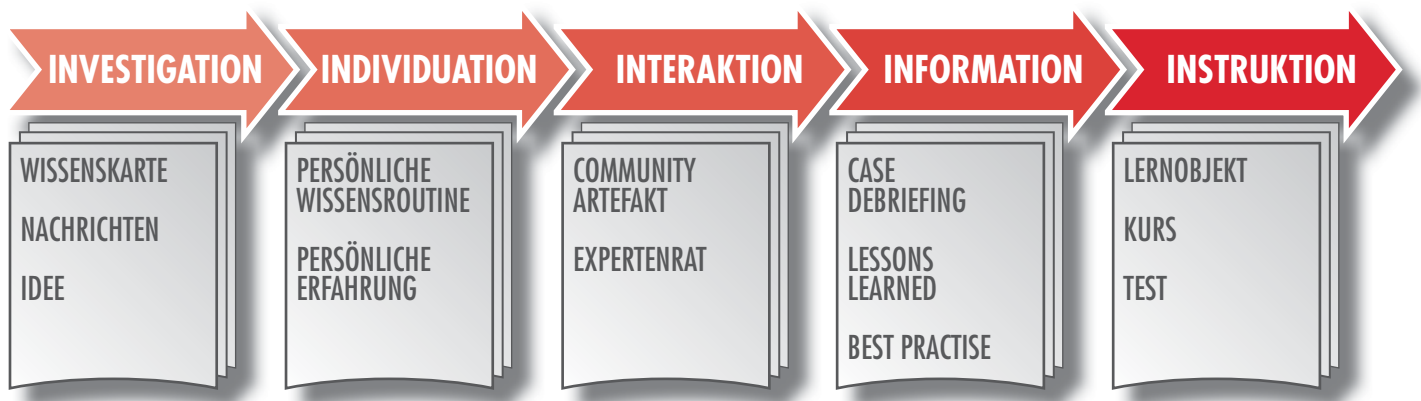 INVESTIGATION
INDIVIDUATION
INTERAKTION
INFORMATION
INSTRUKTION
WISSENSKARTE
NACHRICHTEN
IDEE
PERSÖNLICHE
WISSENSROUTINE
PERSÖNLICHE
ERFAHRUNG
COMMUNITY
ARTEFAKT
EXPERTENRAT
CASE
DEBRIEFING
LESSONS
LEARNED
BEST PRACTISE
LERNOBJEKT
KURS
TEST